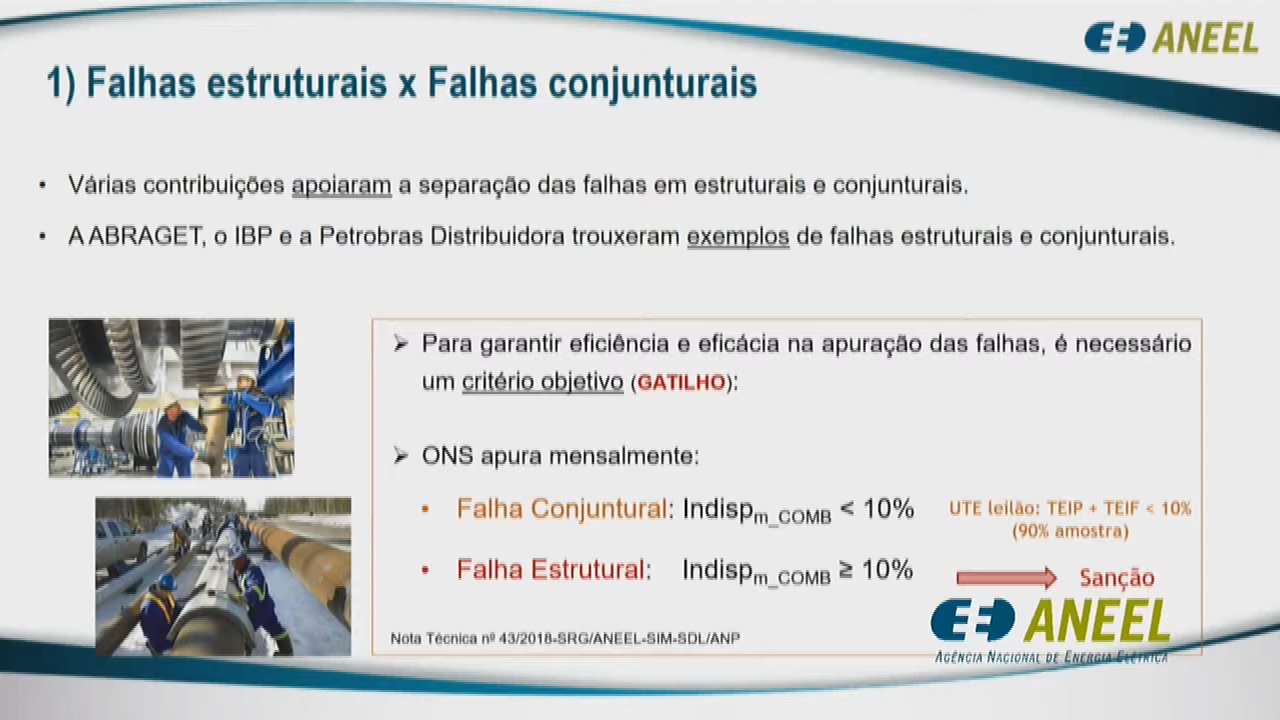 ANEEL
1) Falhas estruturais x Falhas conjunturais
• Várias contribuições apoiaram a separação das falhas em estruturais e conjunturais.
• A ABRAGET, o IBP e a Petrobras Distribuidora trouxeram exemplos de falhas estruturais e conjunturais.
➢ Para garantir eficiência e eficácia na apuração das falhas, é necessário
um critério objetivo (GATILHO):
➢ ONS apura mensalmente:
• Falha Conjuntural: Indispm_COMB < 10%
UTE leilão: TEIP + TEIF < 10%
(90% amostra)
• Falha Estrutural: Indispm_COMB ≥ 10%
Sanção
Nota Técnica nº 43/2018-SRG/ANEEL-SIM-SDL/ANP
ANEEL
AGÊNCIA NACIONAL DE ENERGIA ELÉTRICA